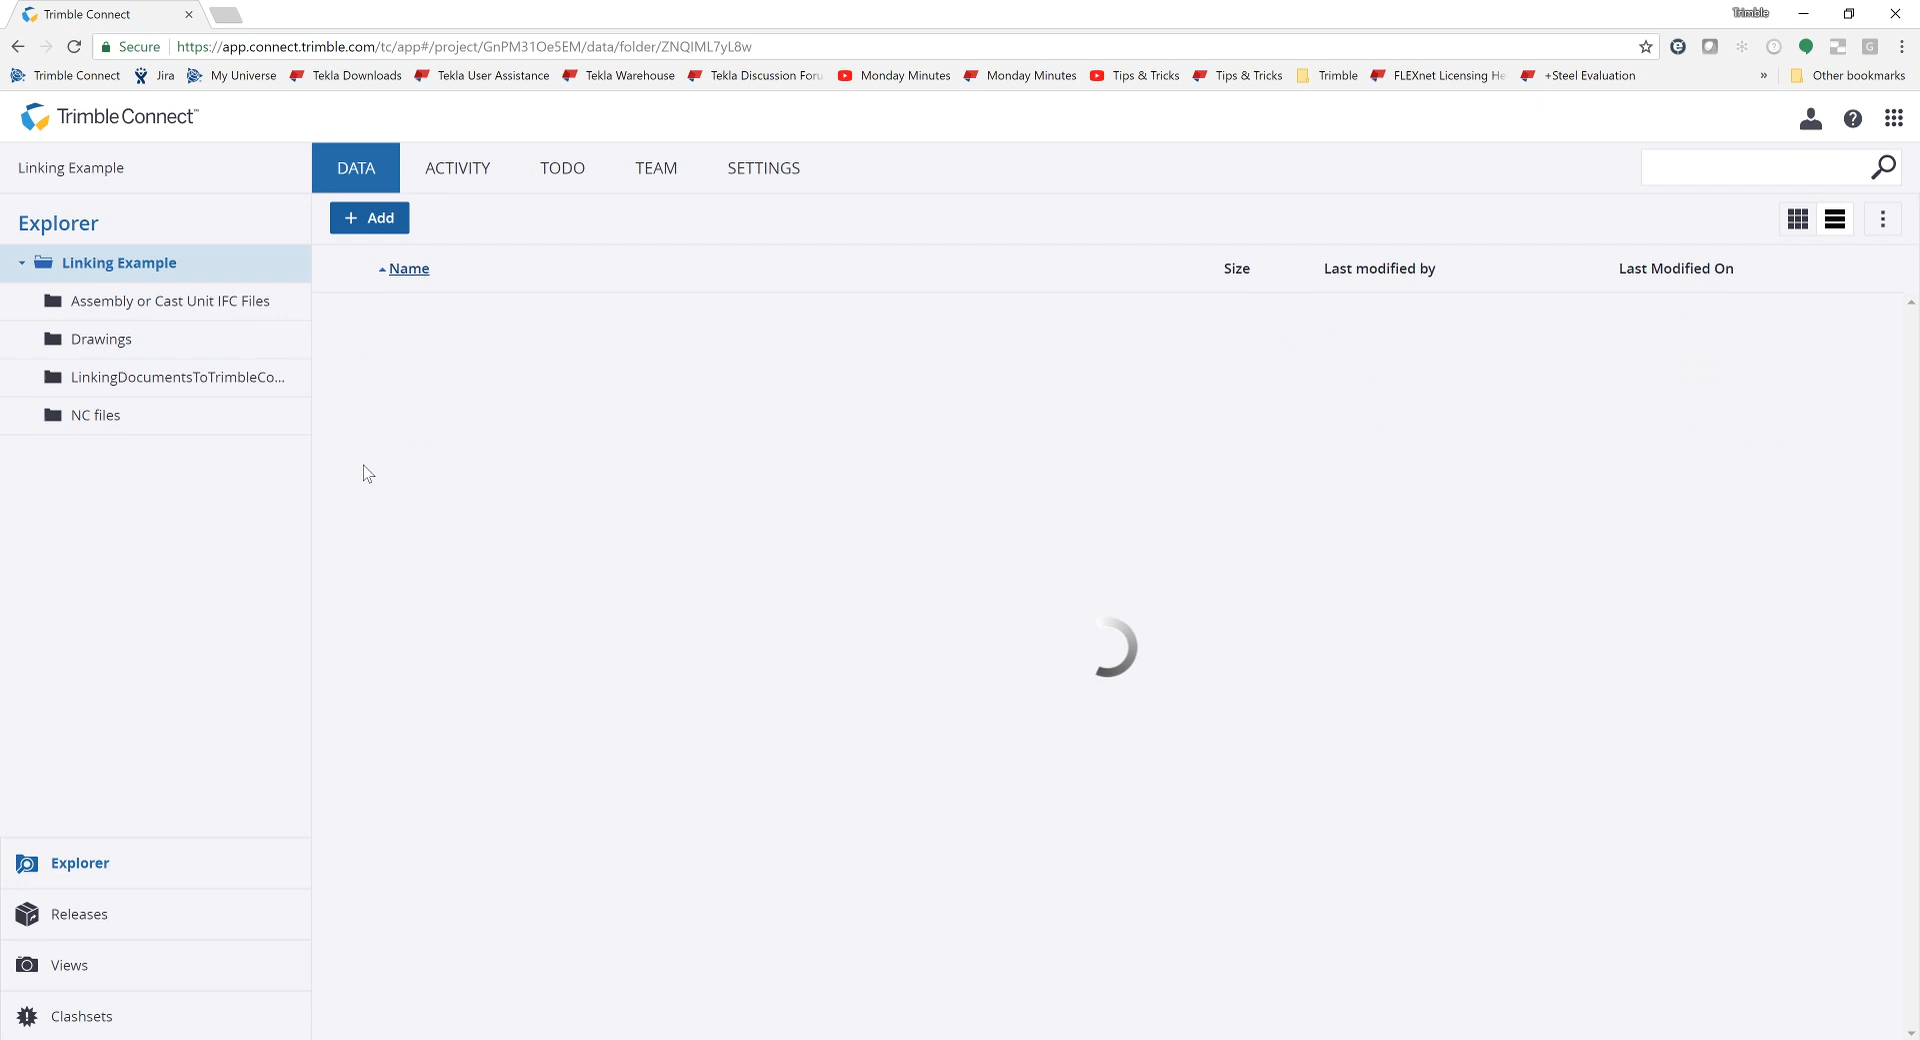 Trimble Connect
Trimble
Secure https://app.connect.trimble.com/tc/app#/project/GnPM31Oe5EM/data/folder/ZNQIML7yL8w
Trimble Connect Jira My Universe Tekla Downloads Tekla User Assistance Tekla Warehouse Tekla Discussion Foru Monday Minutes Monday Minutes Tips & Tricks Tips & Tricks Trimble FLEXnet Licensing He +Steel Evaluation » Other bookmarks
Trimble Connect™
Linking Example DATA ACTIVITY TODO TEAM SETTINGS
Explorer + Add
Linking Example Name Size Last modified by Last Modified On
Assembly or Cast Unit IFC Files
Drawings
LinkingDocumentsToTrimbleCo...
NC files
Explorer
Releases
Views
Clashsets